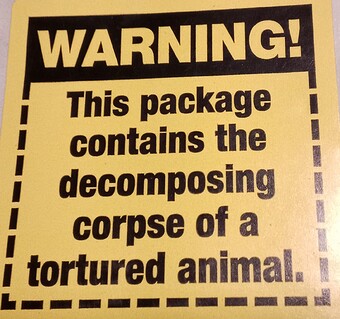 WARNING!
This package
contains the
decomposing
corpse of a
tortured animal.